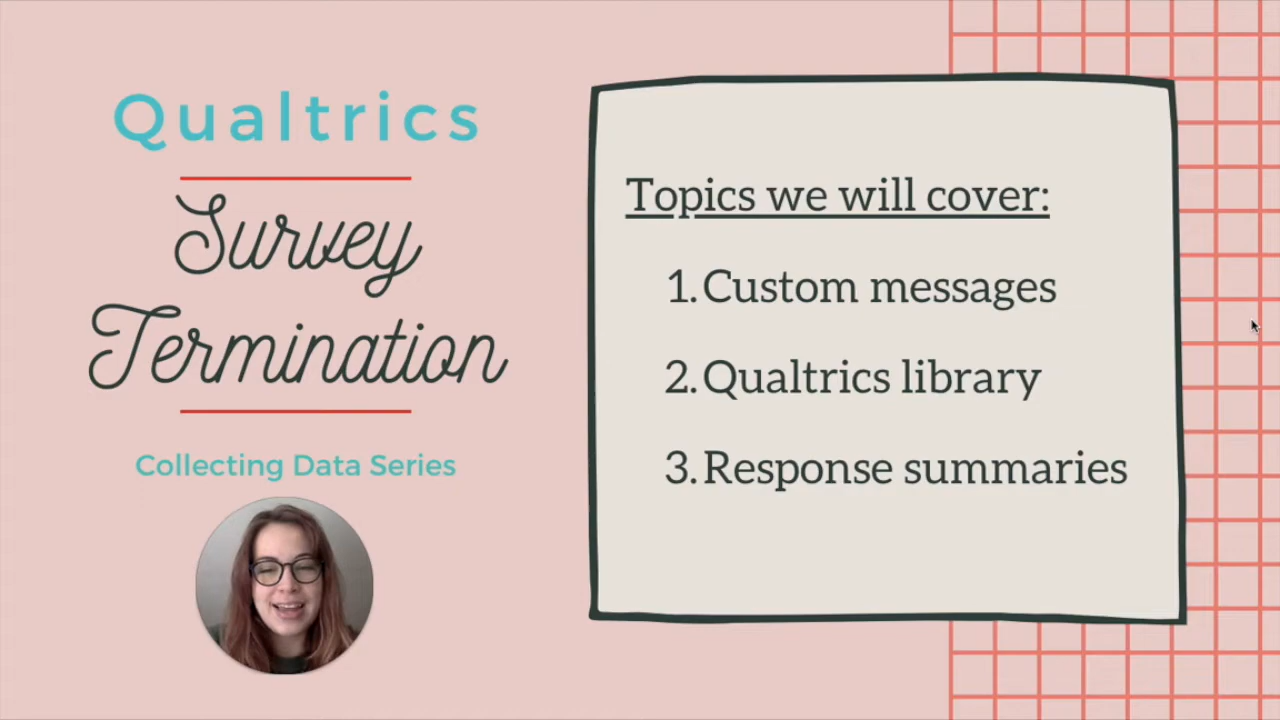 Qualtrics
Survey
Termination
Collecting Data Series
Topics we will cover:
1. Custom messages
2. Qualtrics library
3. Response summaries